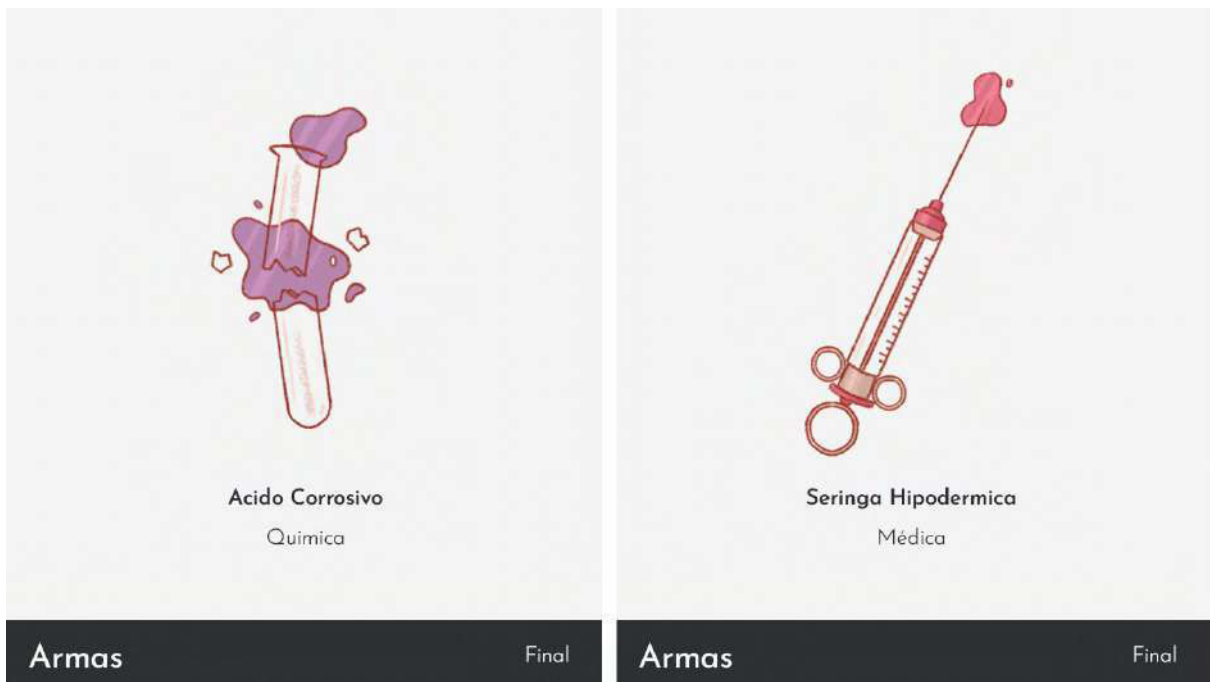 Acido Corrosivo
Quimica
Armas
Final
Seringa Hipodermica
Médica
Armas
Final